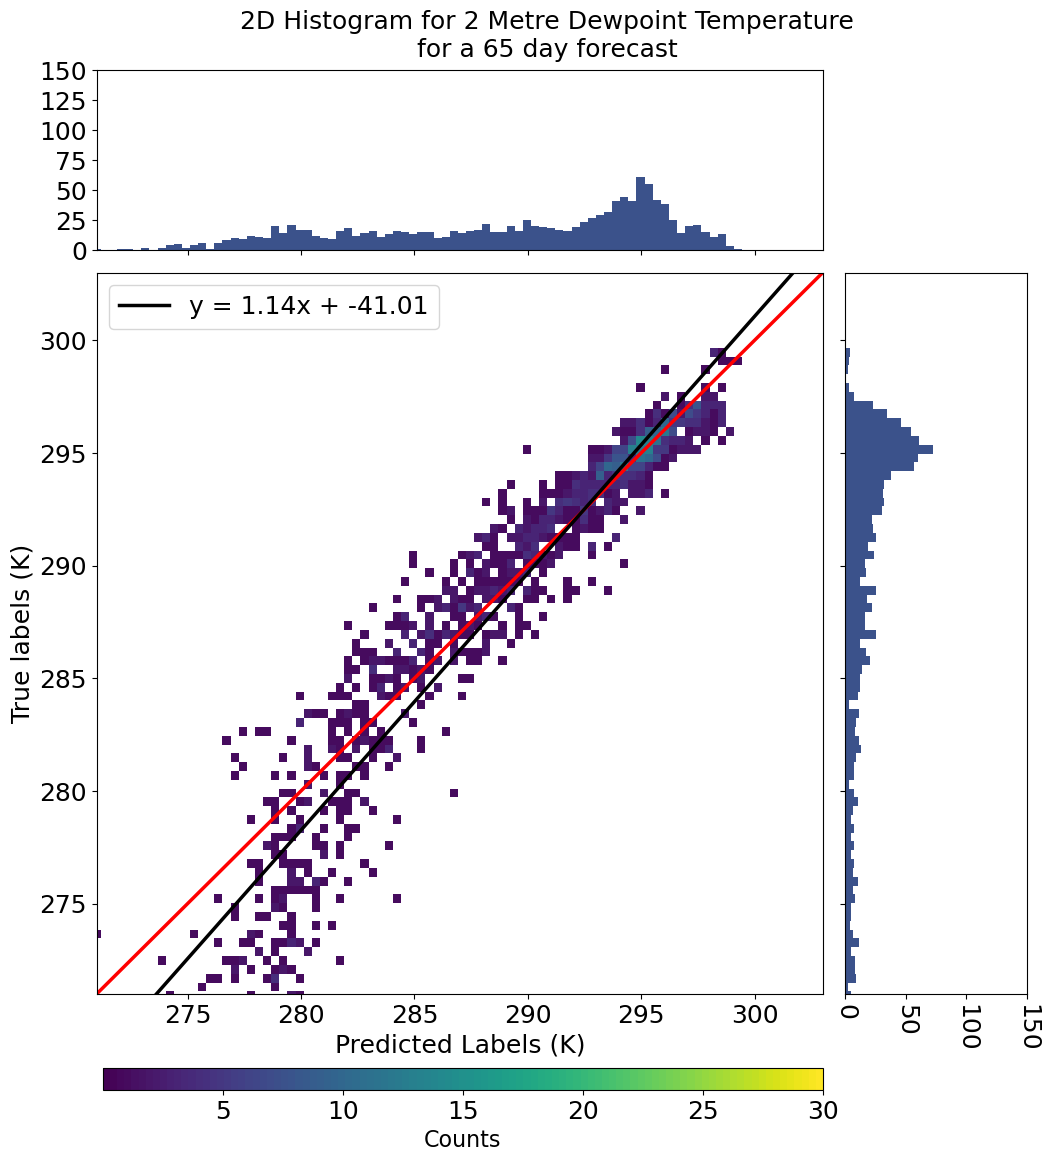 2D Histogram for 2 Metre Dewpoint Temperature
for a 65 day forecast
150
125
100
75
50
25
0
y = 1.14x + -41.01
300
295
290
285
280
275
True labels (K)
275 280 285 290 295 300
Predicted Labels (K)
0 50 100 150
5 10 15 20 25 30
Counts